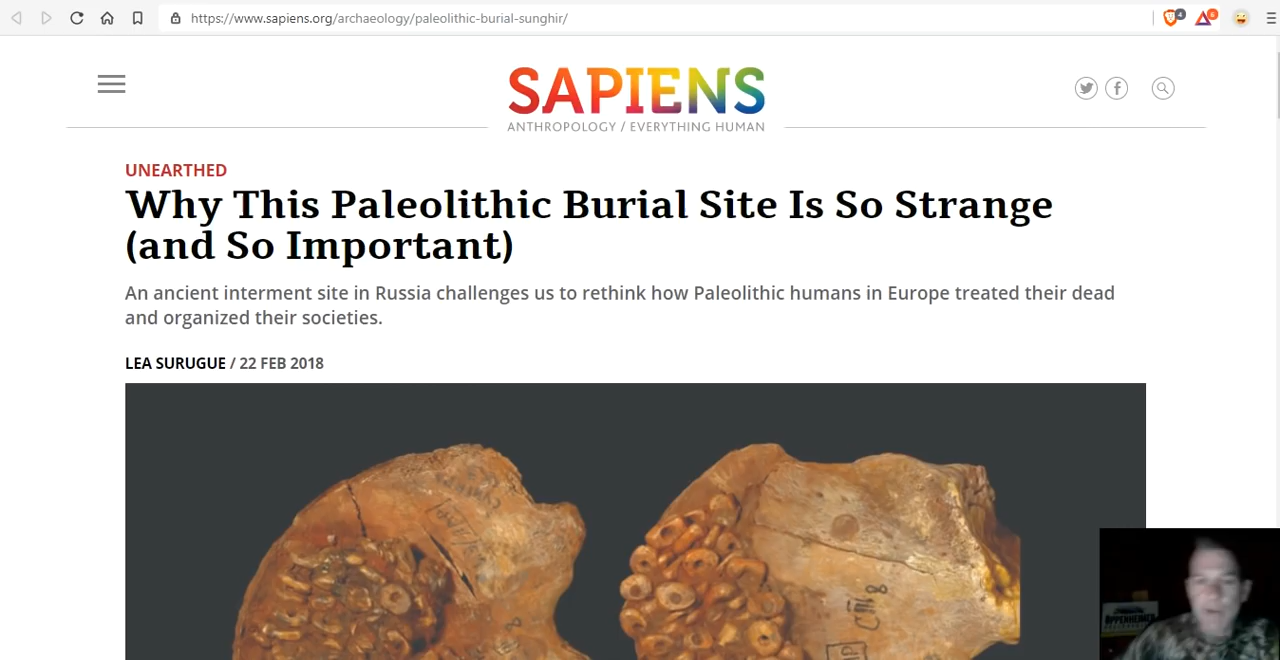 https://www.sapiens.org/archaeology/paleolithic-burial-sunghir/
4
6
SAPIENS
ANTHROPOLOGY / EVERYTHING HUMAN
UNEARTHED
Why This Paleolithic Burial Site Is So Strange
(and So Important)
An ancient interment site in Russia challenges us to rethink how Paleolithic humans in Europe treated their dead
and organized their societies.
LEA SURUGUE / 22 FEB 2018